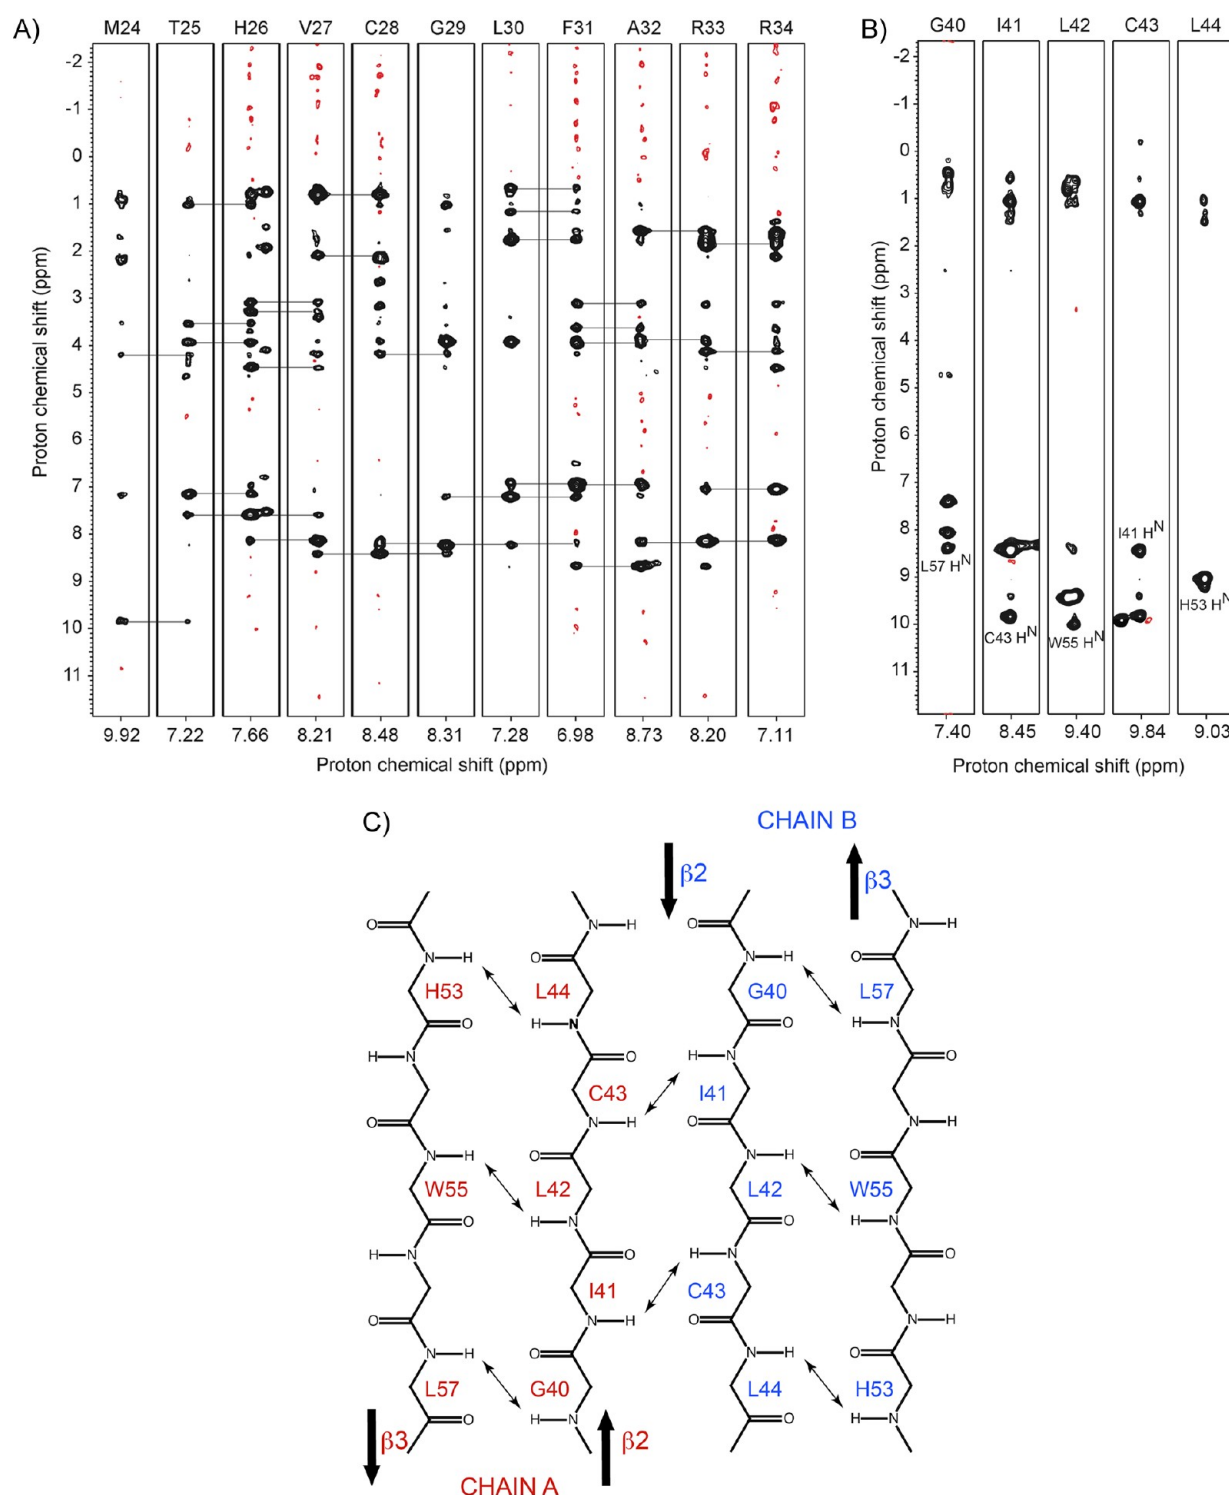 A)
M24 T25 H26 V27 C28 G29 L30 F31 A32 R33 R34
Proton chemical shift (ppm)
-2
-1
0
1
2
3
4
5
6
7
8
9
10
11
9.92 7.22 7.66 8.21 8.48 8.31 7.28 6.98 8.73 8.20 7.11
Proton chemical shift (ppm)
B)
G40 I41 L42 C43 L44
Proton chemical shift (ppm)
-2
-1
0
1
2
3
4
5
6
7
8
9
10
11
I41 HN
L57 HN
H53 HN
C43 HN
W55 HN
7.40 8.45 9.40 9.84 9.03
Proton chemical shift (ppm)
C)
CHAIN B
β2
β3
O N H O N H
N H O O N H O
H53 L44 G40 L57
O H N O H N
H N O H N O
C43 I41
O N H O N H
N H O N H O
W55 L42 L42 W55
O H N O H N
H N O H N O
I41 C43
O N H O N H
N H O N H O
L57 G40 L44 H53
O H N O H N
β3
β2
CHAIN A